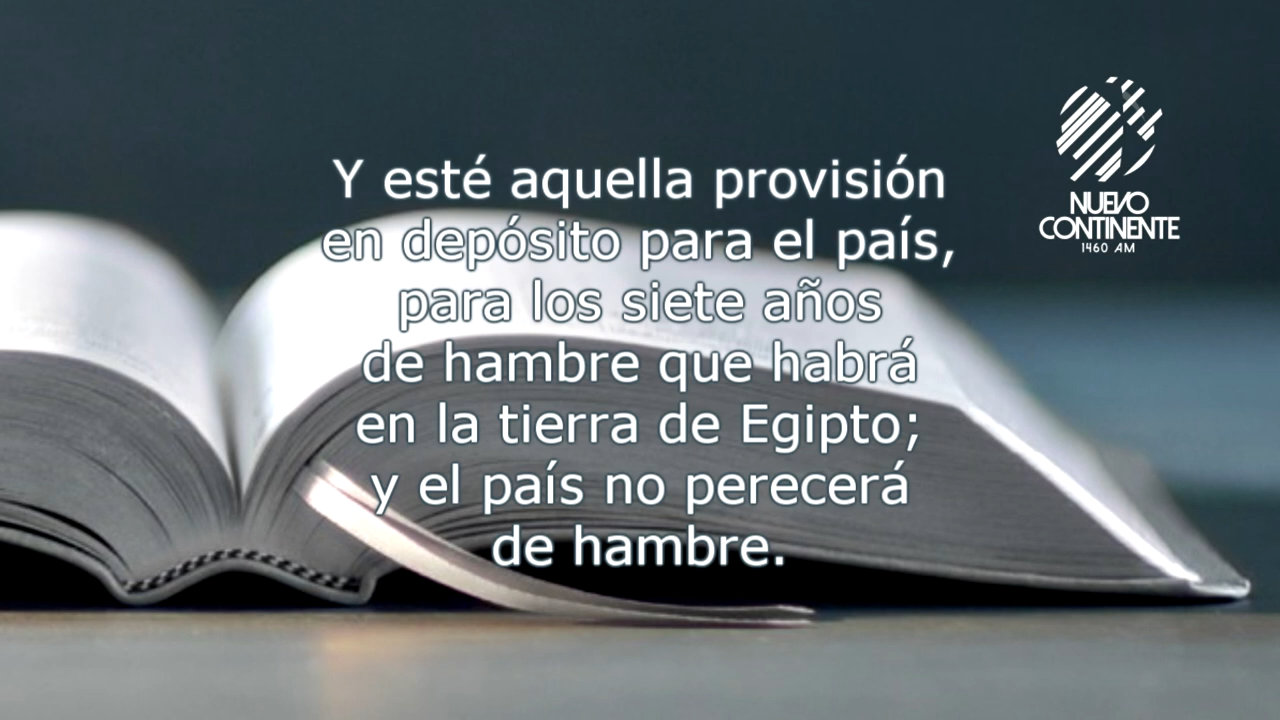 Y esté aquella provisión
en depósito para el país,
para los siete años
de hambre que habrá
en la tierra de Egipto;
y el país no perecerá
de hambre.
NUEVO
CONTINENTE
1460 AM